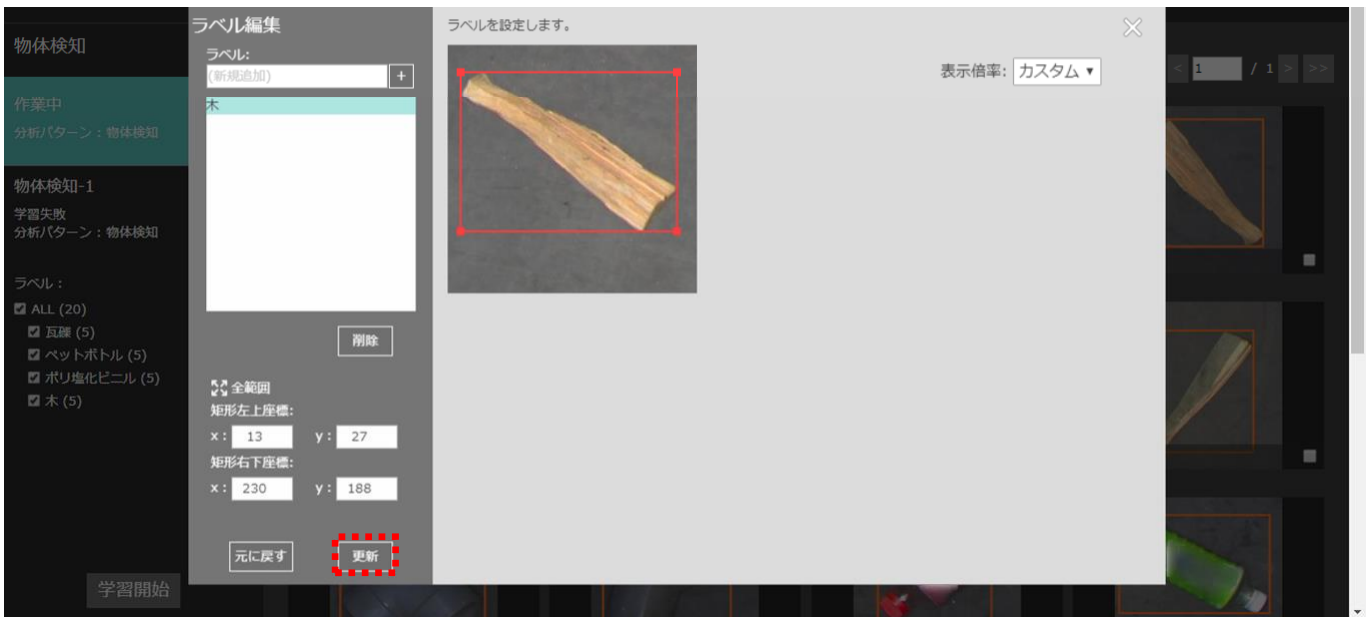 物体検知
作業中
分析パターン：物体検知
物体検知-1
学習失敗
分析パターン：物体検知
ラベル：
ALL (20)
瓦礫 (5)
ペットボトル (5)
ポリ塩化ビニル (5)
木 (5)
学習開始
ラベル編集
ラベル:
(新規追加)
+
木
削除
全範囲
矩形左上座標:
x： 13 y： 27
矩形右下座標:
x： 230 y： 188
元に戻す 更新
ラベルを設定します。
表示倍率: カスタム ▼
< 1 / 1 > >>